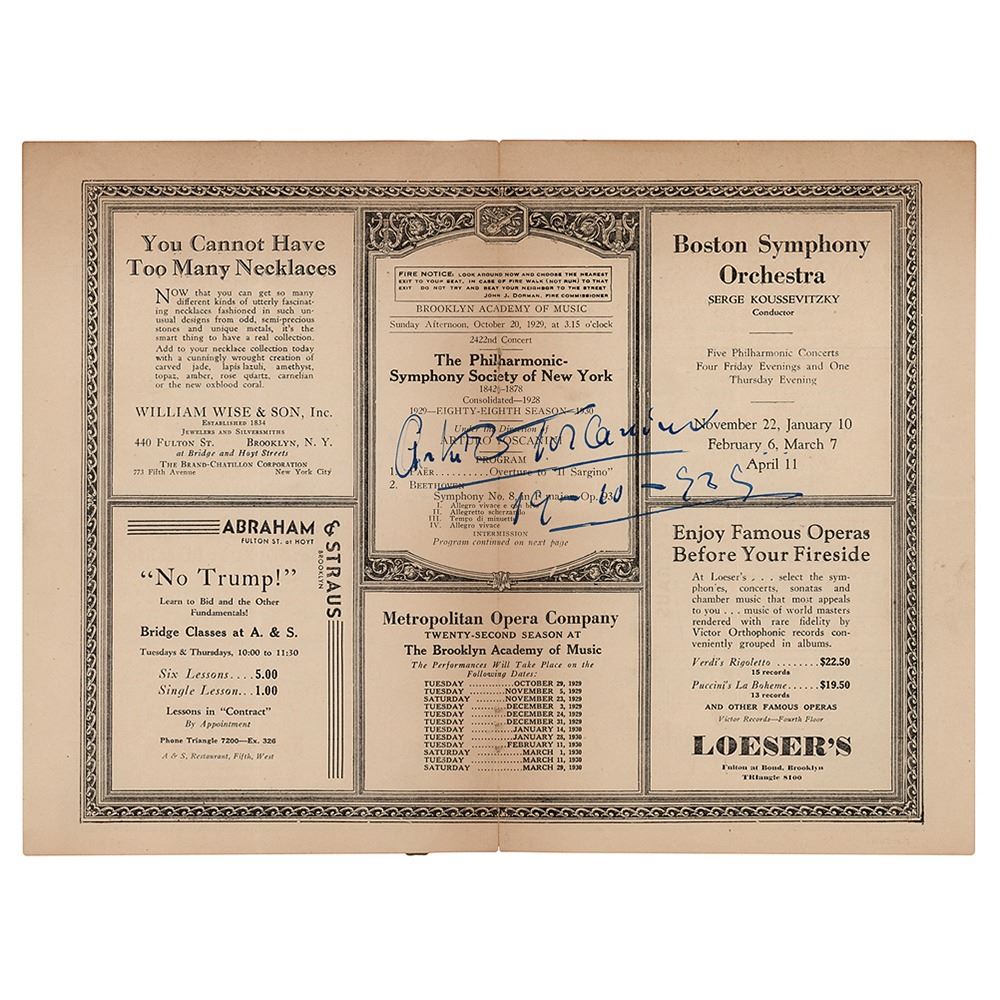 You Cannot Have
Too Many Necklaces
NOW that you can get so many
different kinds of utterly fascinat-
ing necklaces fashioned in such un-
usual designs from odd, semi-precious
stones and unique metals, it's the
smart thing to have a real collection.
Add to your necklace collection today
with a cunningly wrought creation of
carved jade, lapis lazuli, amethyst,
topaz, amber, rose quartz, carnelian
or the new oxblood coral.
WILLIAM WISE & SON, Inc.
ESTABLISHED 1834
JEWELERS AND SILVERSMITHS
440 FULTON ST. BROOKLYN, N. Y.
at Bridge and Hoyt Streets
THE BRAND-CHATILLON CORPORATION
773 Fifth Avenue New York City
ABRAHAM & STRAUS
FULTON ST. at HOYT
BROOKLYN
"No Trump!"
Learn to Bid and the Other
Fundamentals!
Bridge Classes at A. & S.
Tuesdays & Thursdays, 10:00 to 11:30
Six Lessons....5.00
Single Lesson...1.00
Lessons in "Contract"
By Appointment
Phone Triangle 7200—Ex. 326
A & S, Restaurant, Fifth, West
FIRE NOTICE: LOOK AROUND NOW AND CHOOSE THE NEAREST
EXIT TO YOUR SEAT. IN CASE OF FIRE WALK (NOT RUN) TO THAT
EXIT DO NOT TRY AND BEAT YOUR NEIGHBOR TO THE STREET
JOHN J. DORMAN, FIRE COMMISSIONER
BROOKLYN ACADEMY OF MUSIC
Sunday Afternoon, October 20, 1929, at 3.15 o'clock
2422nd Concert
The Philharmonic-
Symphony Society of New York
1842-1878
Consolidated—1928
1929—EIGHTY-EIGHTH SEASON—1930
Under the Direction of
ARTURO TOSCANINI
Arturo Toscanini
PROGRAM
1. PAËR..........Overture to "Il Sargino"
2. BEETHOVEN
Symphony No. 8, in F major, Op. 93
I. Allegro vivace e con brio
II. Allegretto scherzando
III. Tempo di minuetto
IV. Allegro vivace
INTERMISSION
Program continued on next page
Metropolitan Opera Company
TWENTY-SECOND SEASON AT
The Brooklyn Academy of Music
The Performances Will Take Place on the
Following Dates:
TUESDAY ............OCTOBER 29, 1929
TUESDAY ............NOVEMBER 5, 1929
SATURDAY ............NOVEMBER 23, 1929
TUESDAY ............DECEMBER 3, 1929
TUESDAY ............DECEMBER 24, 1929
TUESDAY ............DECEMBER 31, 1929
TUESDAY ............JANUARY 14, 1930
TUESDAY ............JANUARY 28, 1930
TUESDAY ............FEBRUARY 11, 1930
SATURDAY ............MARCH 1, 1930
TUESDAY ............MARCH 11, 1930
SATURDAY ............MARCH 29, 1930
Boston Symphony
Orchestra
SERGE KOUSSEVITZKY
Conductor
Five Philharmonic Concerts
Four Friday Evenings and One
Thursday Evening
November 22, January 10
February 6, March 7
April 11
Enjoy Famous Operas
Before Your Fireside
At Loeser's . . . select the sym-
phonies, concerts, sonatas and
chamber music that most appeals
to you . . . music of world masters
rendered with rare fidelity by
Victor Orthophonic records con-
veniently grouped in albums.
Verdi's Rigoletto ........$22.50
15 records
Puccini's La Boheme......$19.50
13 records
AND OTHER FAMOUS OPERAS
Victor Records—Fourth Floor
LOESER'S
Fulton at Bond, Brooklyn
TRIangle 8100